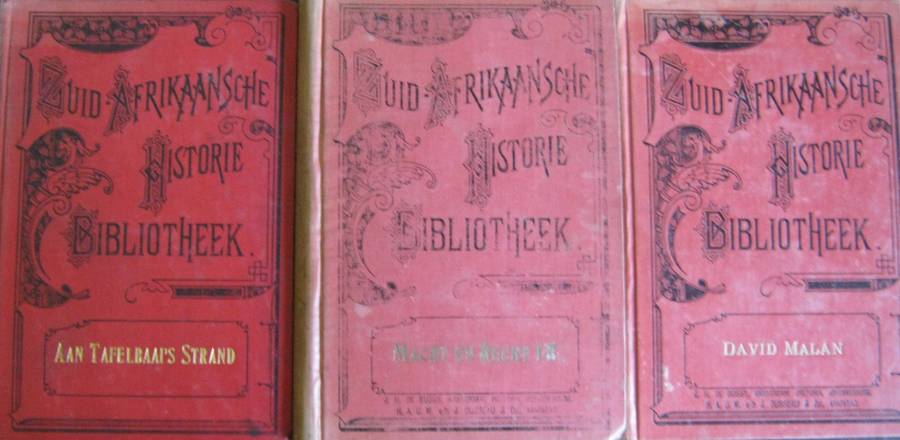 ZUID-AFRIKAANSCHE
HISTORIE
BIBLIOTHEEK.
AAN TAFELBAAI'S STRAND
ZUID-AFRIKAANSCHE
HISTORIE
BIBLIOTHEEK.
ZUID-AFRIKAANSCHE
HISTORIE
BIBLIOTHEEK.
DAVID MALAN